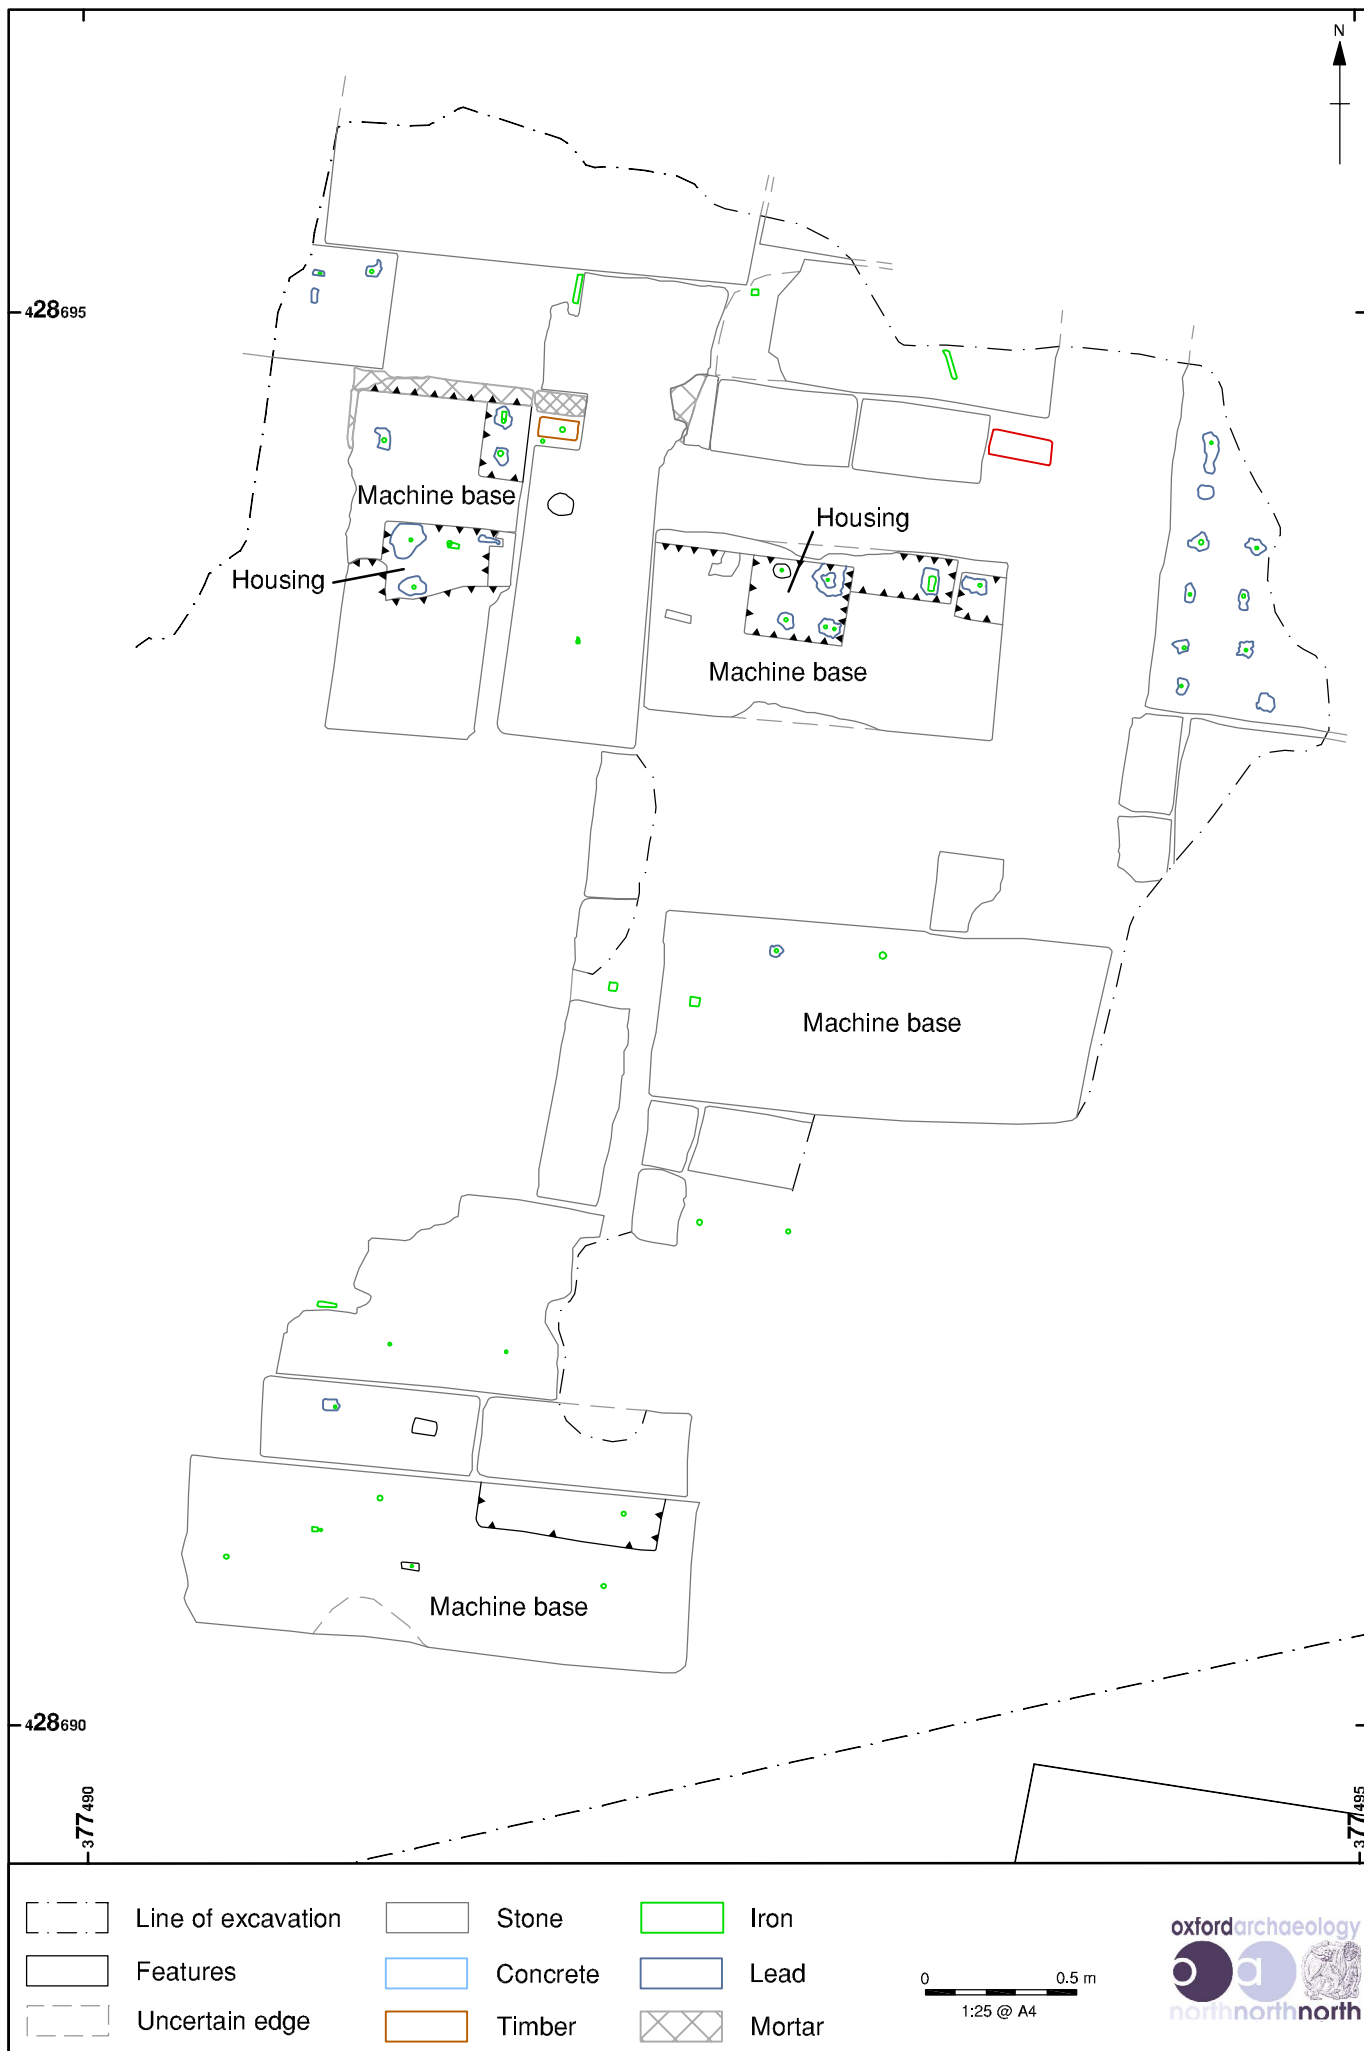 N
428695
Machine base
Housing
Housing
Machine base
Machine base
Machine base
428690
377490
377495
Line of excavation
Stone
Iron
Features
Concrete
Lead
Uncertain edge
Timber
Mortar
0 0.5 m
1:25 @ A4
oxfordarchaeology
oa
northnorthnorth